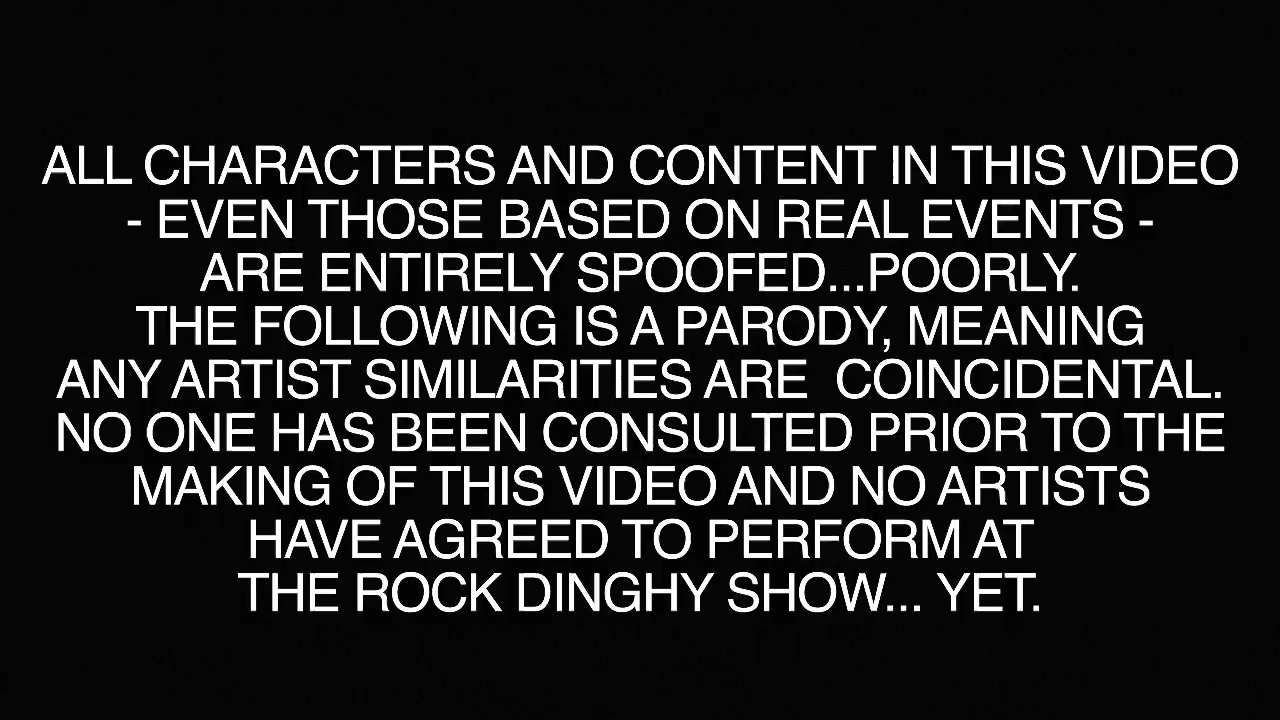 ALL CHARACTERS AND CONTENT IN THIS VIDEO
- EVEN THOSE BASED ON REAL EVENTS -
ARE ENTIRELY SPOOFED...POORLY.
THE FOLLOWING IS A PARODY, MEANING
ANY ARTIST SIMILARITIES ARE  COINCIDENTAL.
NO ONE HAS BEEN CONSULTED PRIOR TO THE
MAKING OF THIS VIDEO AND NO ARTISTS
HAVE AGREED TO PERFORM AT
THE ROCK DINGHY SHOW... YET.